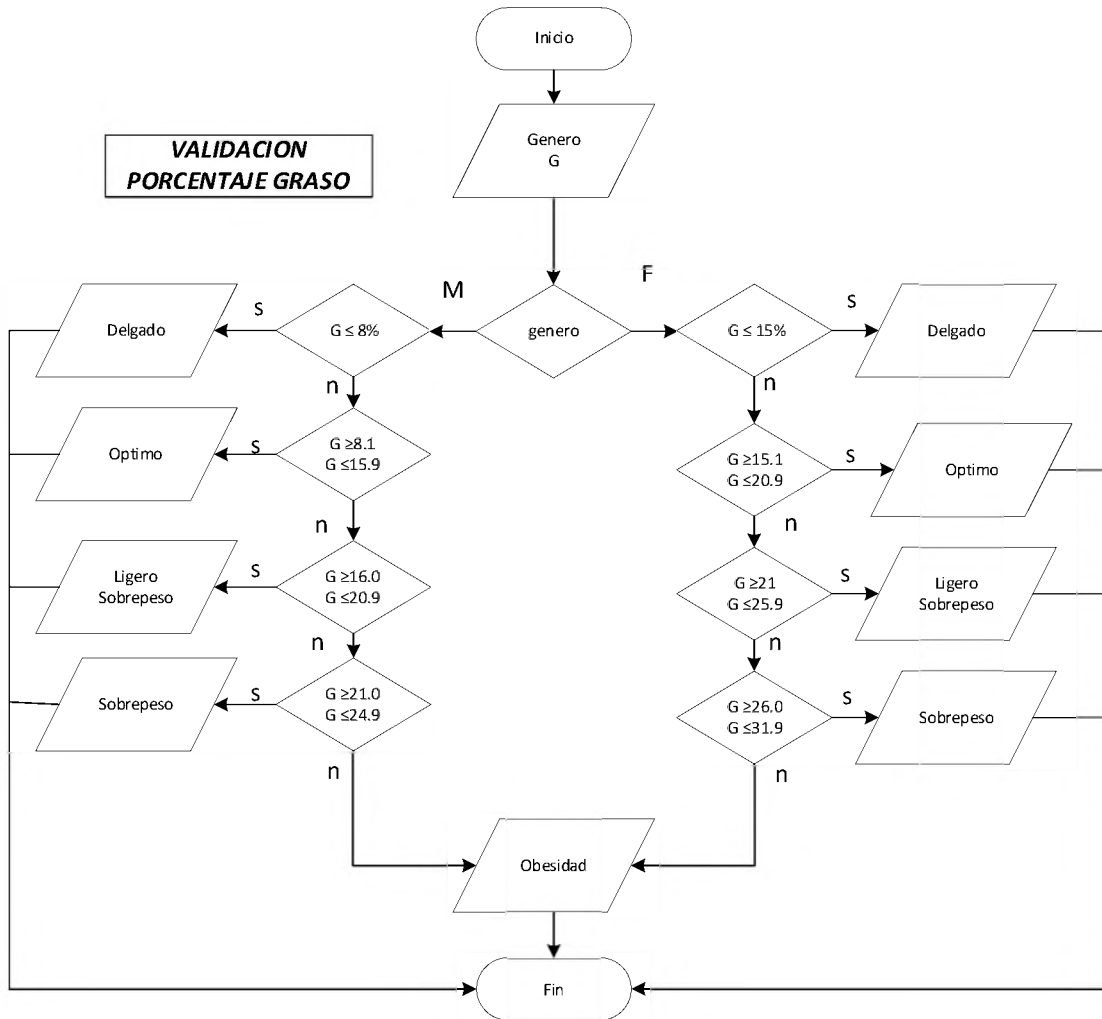 Inicio
Genero
G
VALIDACION
PORCENTAJE GRASO
M
F
genero
G ≤ 8%
s
Delgado
n
G ≥8.1
G ≤15.9
s
Optimo
n
G ≥16.0
G ≤20.9
s
Ligero
Sobrepeso
n
G ≥21.0
G ≤24.9
s
Sobrepeso
n
G ≤ 15%
s
Delgado
n
G ≥15.1
G ≤20.9
s
Optimo
n
G ≥21
G ≤25.9
s
Ligero
Sobrepeso
n
G ≥26.0
G ≤31.9
s
Sobrepeso
n
Obesidad
Fin